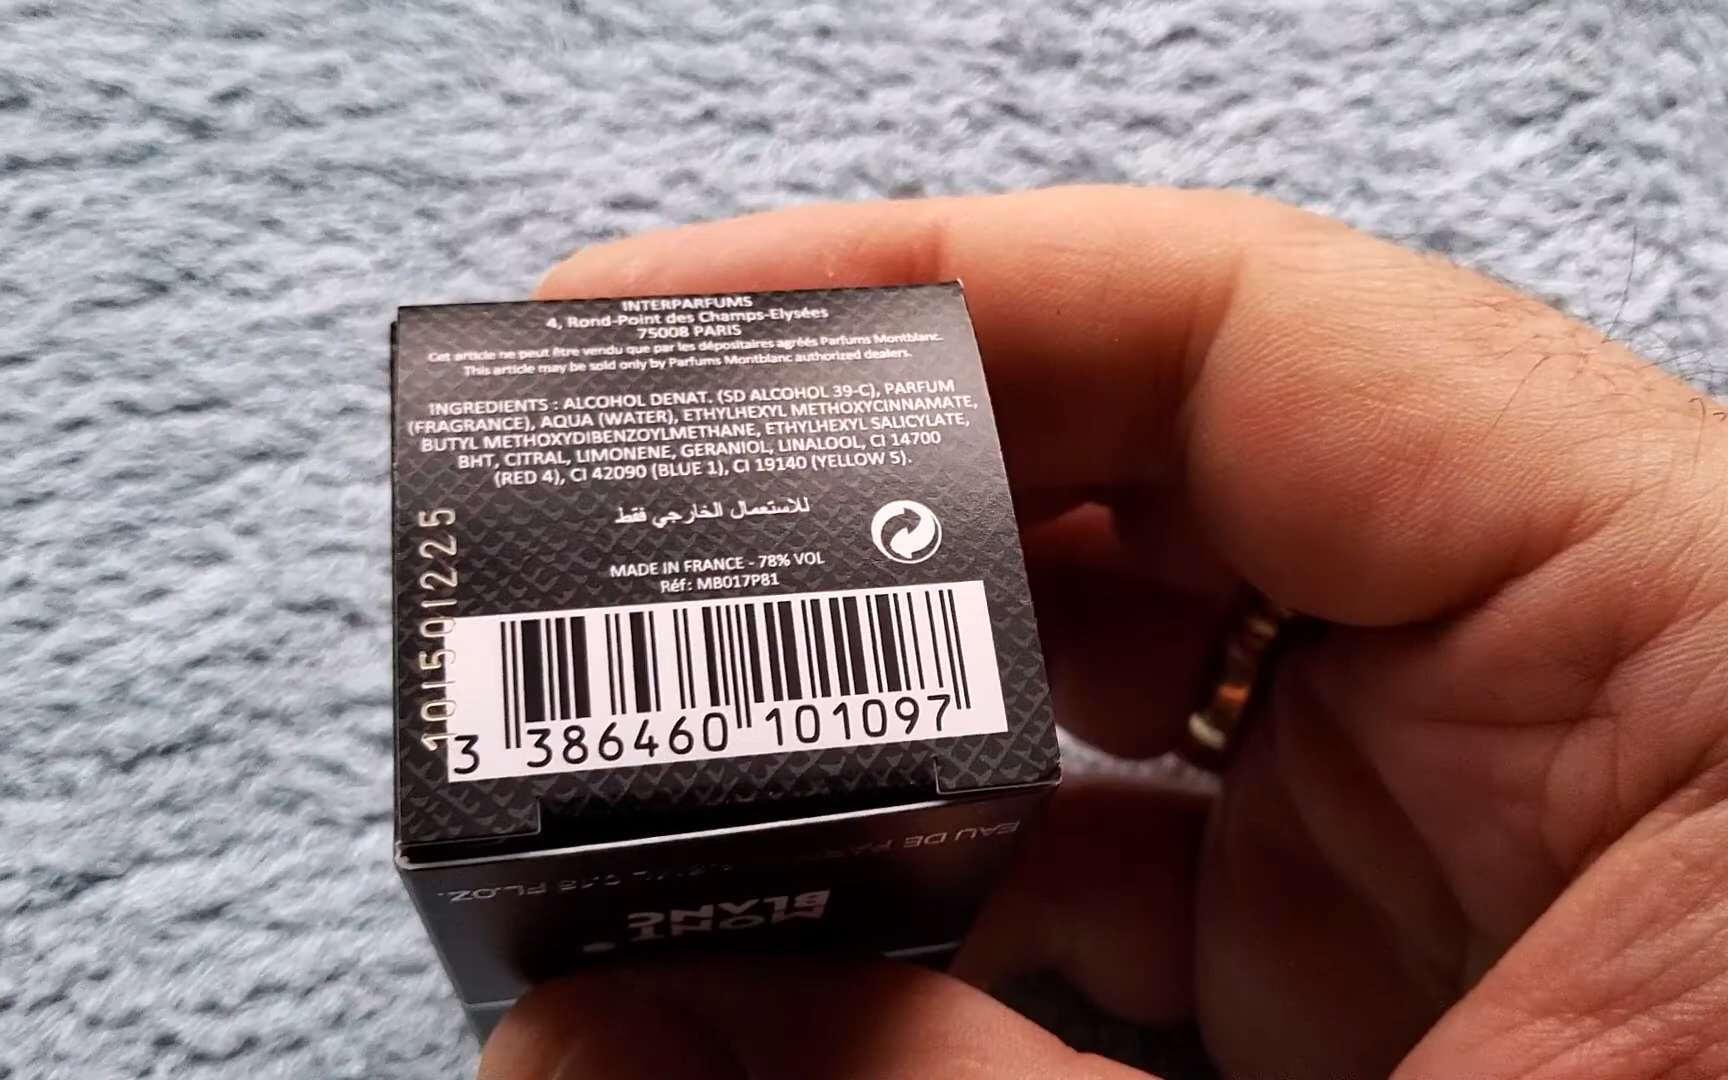 INTERPARFUMS
4, Rond-Point des Champs-Elysées
75008 PARIS
Cet article ne peut être vendu que par les dépositaires agréés Parfums Montblanc.
This article may be sold only by Parfums Montblanc authorized dealers.
INGREDIENTS : ALCOHOL DENAT. (SD ALCOHOL 39-C), PARFUM
(FRAGRANCE), AQUA (WATER), ETHYLHEXYL METHOXYCINNAMATE,
BUTYL METHOXYDIBENZOYLMETHANE, ETHYLHEXYL SALICYLATE,
BHT, CITRAL, LIMONENE, GERANIOL, LINALOOL, CI 14700
(RED 4), CI 42090 (BLUE 1), CI 19140 (YELLOW 5).
للاستعمال الخارجي فقط
MADE IN FRANCE - 78% VOL
Réf: MB017P81
101501225
3 386460 101097
EAU DE FL.OZ.
MONT
BLANC